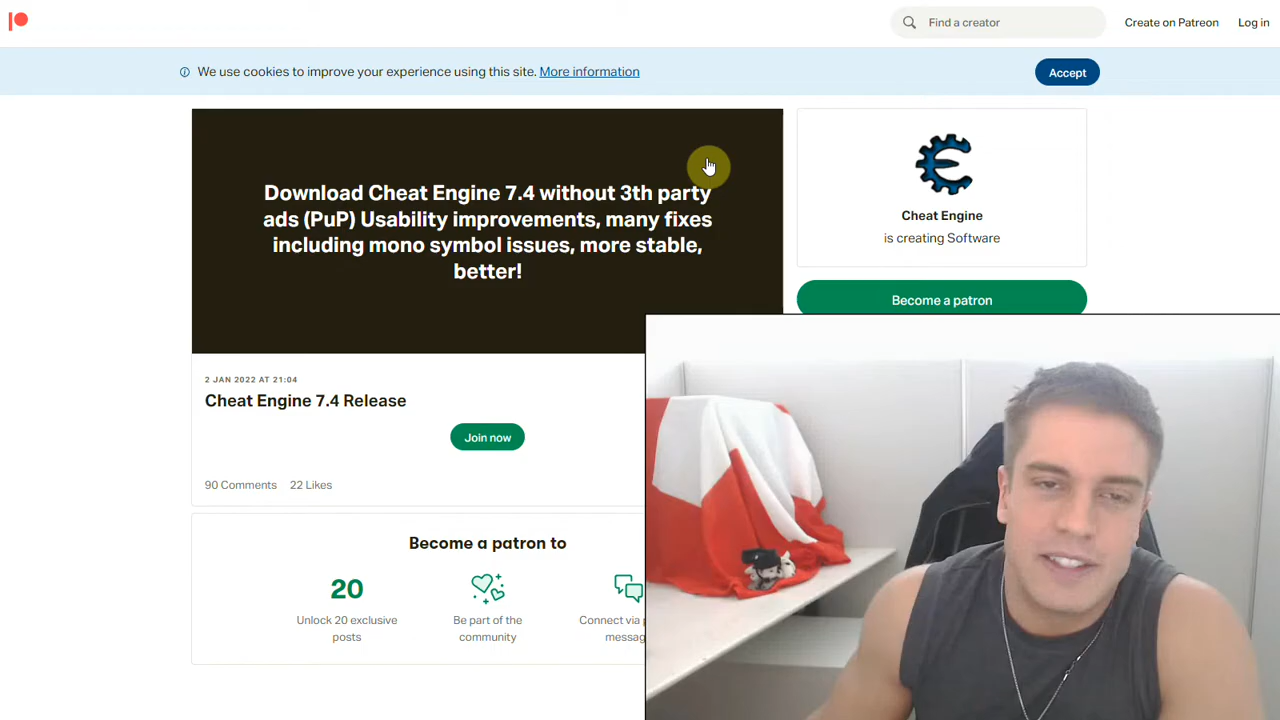 Find a creator
Create on Patreon
Log in
We use cookies to improve your experience using this site. More information
Accept
Download Cheat Engine 7.4 without 3th party
ads (PuP) Usability improvements, many fixes
including mono symbol issues, more stable,
better!
Cheat Engine
is creating Software
Become a patron
2 JAN 2022 AT 21:04
Cheat Engine 7.4 Release
Join now
90 Comments
22 Likes
Become a patron to
20
Unlock 20 exclusive
posts
Be part of the
community
Connect via